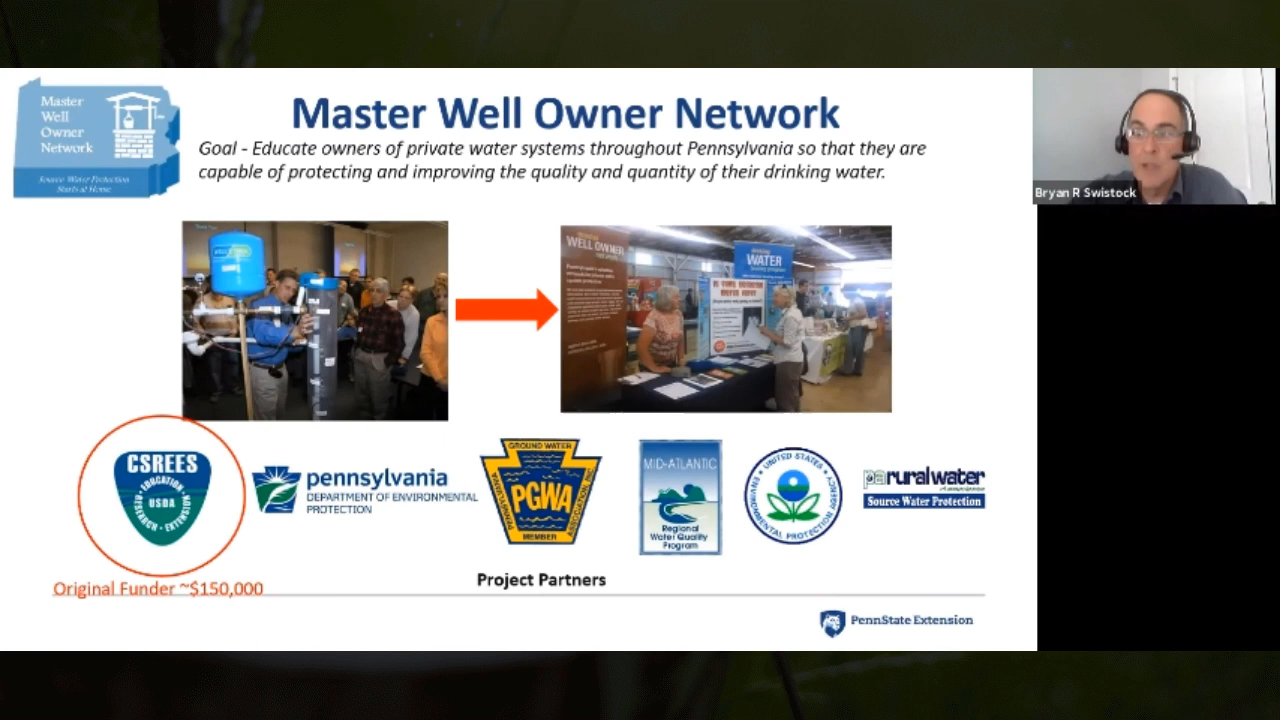 Master
Well
Owner
Network
Source Water Protection
Starts at Home
Master Well Owner Network
Goal - Educate owners of private water systems throughout Pennsylvania so that they are
capable of protecting and improving the quality and quantity of their drinking water.
Bryan R Swistock
WELL OWNER
WATER
CSREES
EDUCATION
USDA
RESEARCH • EXTENSION
pennsylvania
DEPARTMENT OF ENVIRONMENTAL
PROTECTION
GROUND WATER
PENNSYLVANIA
PGWA
ASSOCIATION, INC.
MEMBER
MID-ATLANTIC
Regional
Water Quality
Program
UNITED STATES
ENVIRONMENTAL PROTECTION AGENCY
paruralwater
Source Water Protection
Original Funder ~$150,000
Project Partners
PennState Extension